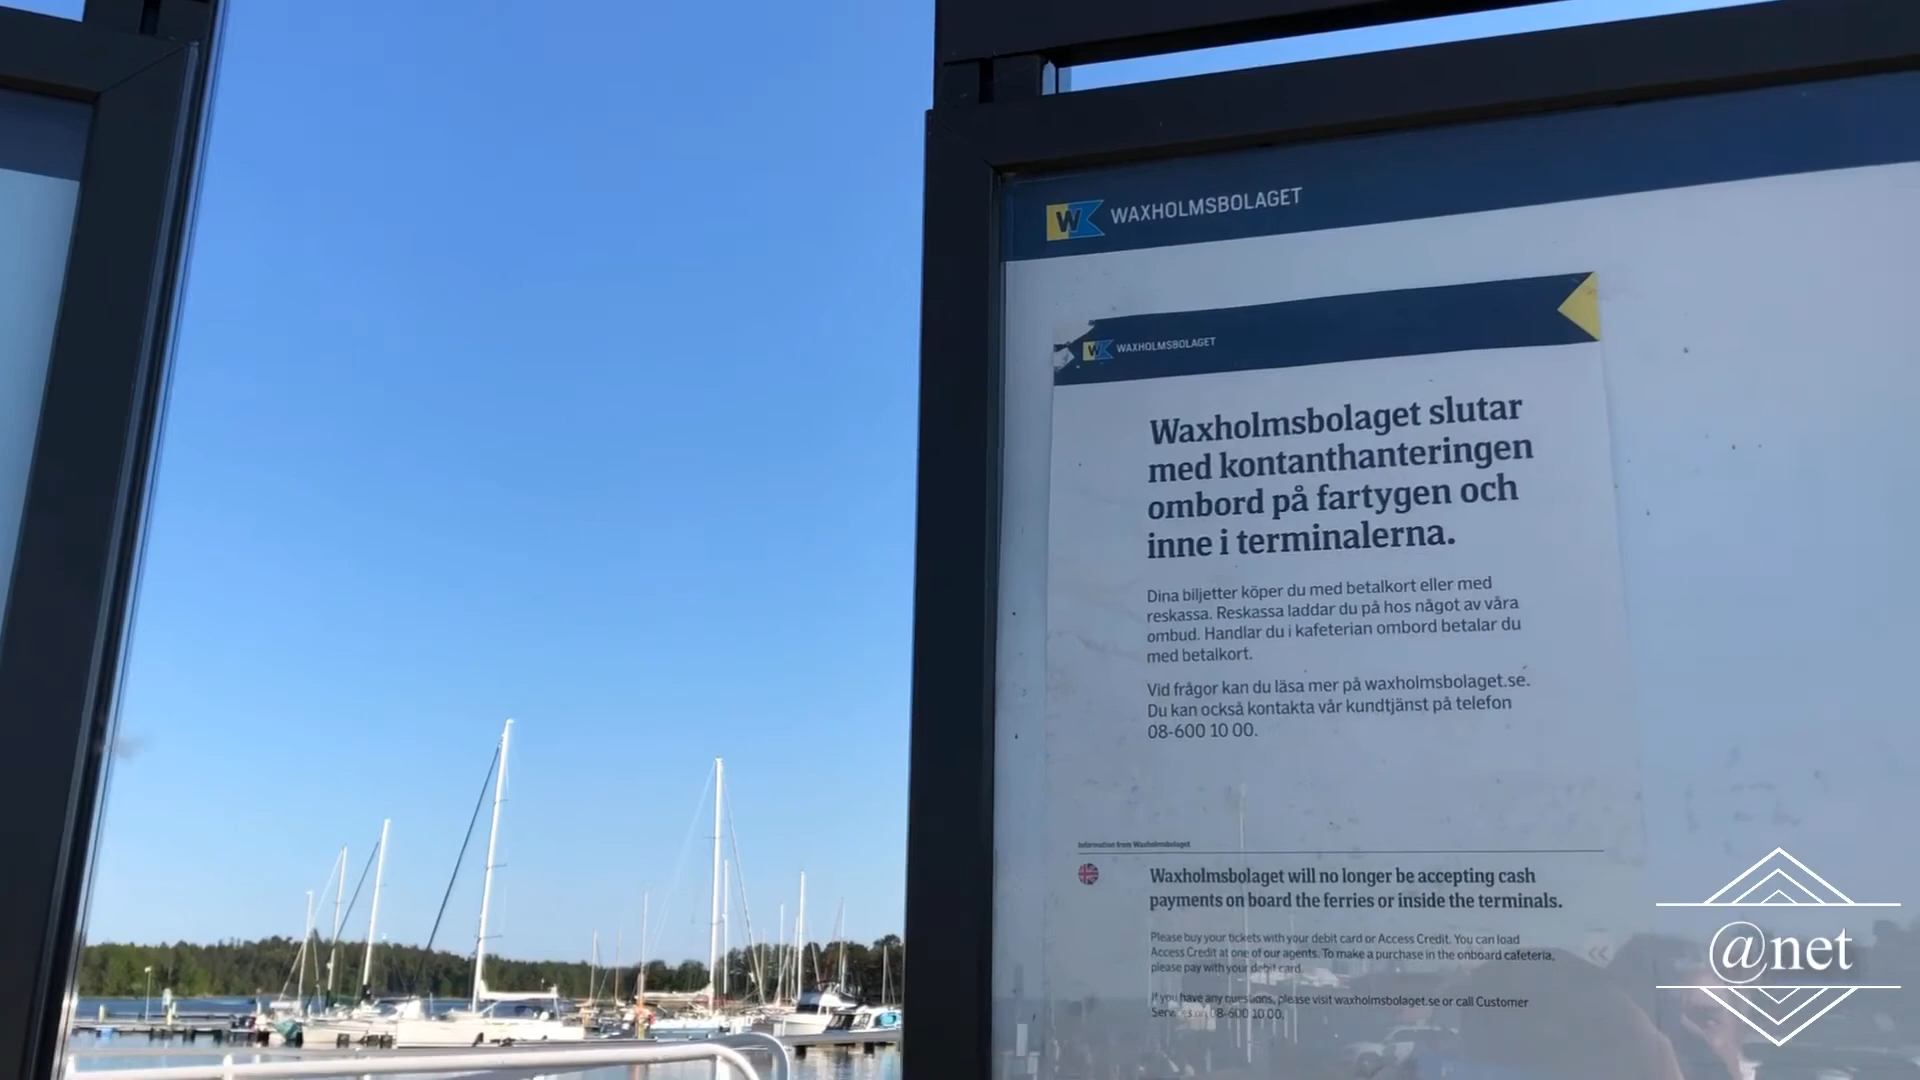 WAXHOLMSBOLAGET
WAXHOLMSBOLAGET
Waxholmsbolaget slutar
med kontanthanteringen
ombord på fartygen och
inne i terminalerna.
Dina biljetter köper du med betalkort eller med
reskassa. Reskassa laddar du på hos något av våra
ombud. Handlar du i kafeterian ombord betalar du
med betalkort.
Vid frågor kan du läsa mer på waxholmsbolaget.se.
Du kan också kontakta vår kundtjänst på telefon
08-600 10 00.
Information from Waxholmsbolaget
Waxholmsbolaget will no longer be accepting cash
payments on board the ferries or inside the terminals.
Please buy your tickets with your debit card or Access Credit. You can load
Access Credit at one of our agents. To make a purchase in the onboard cafeteria,
please pay with your debit card.
If you have any questions, please visit waxholmsbolaget.se or call Customer
08-600 10 00.
@net